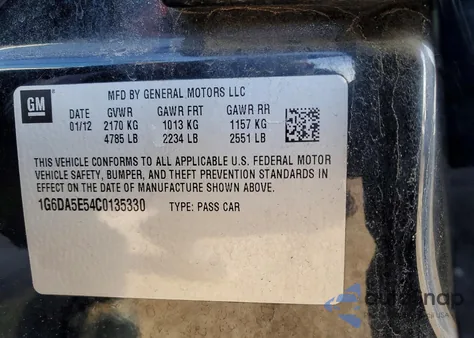 GM
MFD BY GENERAL MOTORS LLC
DATE GVWR GAWR FRT GAWR RR
01/12 2170 KG 1013 KG 1157 KG
4785 LB 2234 LB 2551 LB
THIS VEHICLE CONFORMS TO ALL APPLICABLE U.S. FEDERAL MOTOR
VEHICLE SAFETY, BUMPER, AND THEFT PREVENTION STANDARDS IN
EFFECT ON THE DATE OF MANUFACTURE SHOWN ABOVE.
1G6DA5E54C0135330 TYPE: PASS CAR